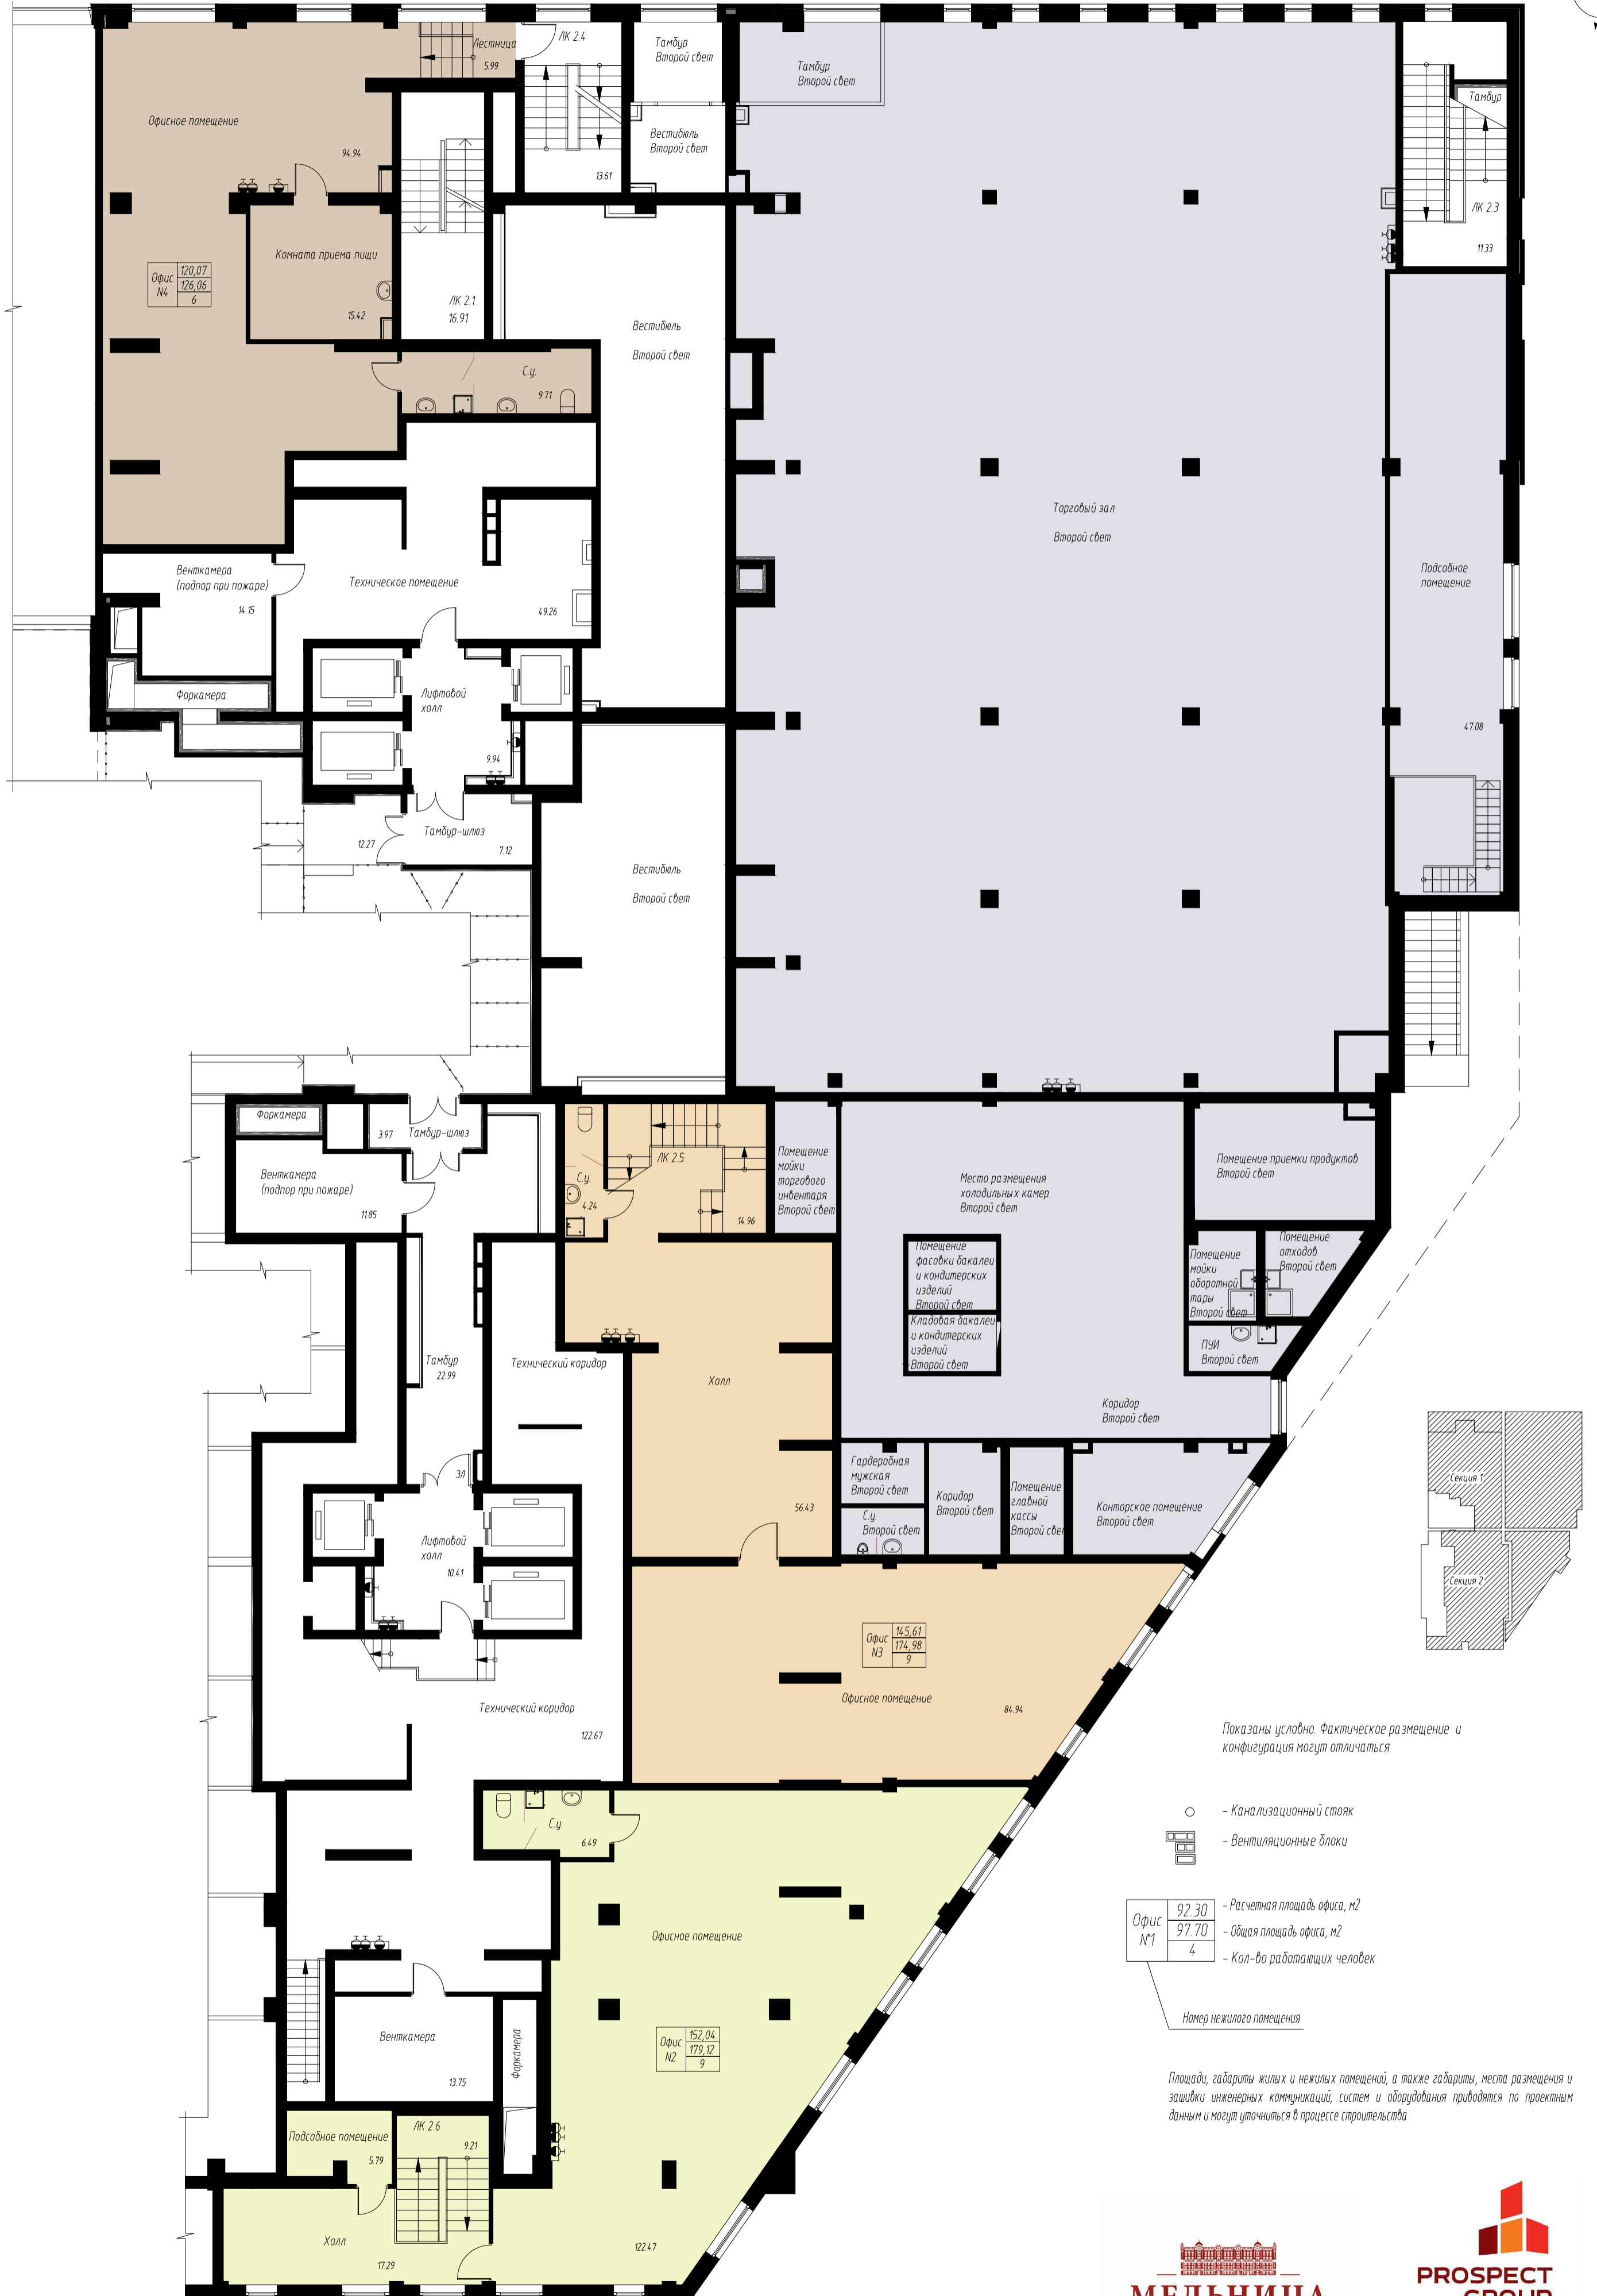 Лестница
5.99
ЛК 2.4
Тамбур
Второй свет
Тамбур
Второй свет
Тамбур
Офисное помещение
94.94
Вестибюль
Второй свет
13.61
ЛК 2.3
11.33
Комната приема пищи
15.42
Офис
N4
120,07
126,06
6
ЛК 2.1
16.91
Вестибюль
Второй свет
С.у.
9.71
Торговый зал
Второй свет
Подсобное
помещение
47.08
Венткамера
(подпор при пожаре)
14.15
Техническое помещение
49.26
Форкамера
Лифтовой
холл
9.94
Тамбур-шлюз
12.27
7.12
Вестибюль
Второй свет
Форкамера
3.97
Тамбур-шлюз
Венткамера
(подпор при пожаре)
11.85
С.у.
4.24
ЛК 2.5
14.96
Помещение
мойки
торгового
инвентаря
Второй свет
Место размещения
холодильных камер
Второй свет
Помещение приемки продуктов
Второй свет
Помещение
фасовки бакалеи
и кондитерских
изделий
Второй свет
Кладовая бакалеи
и кондитерских
изделий
Второй свет
Помещение
мойки
оборотной
тары
Второй свет
Помещение
отходов
Второй свет
ПУИ
Второй свет
Тамбур
22.99
Технический коридор
Холл
56.43
Коридор
Второй свет
ЗЛ
Гардеробная
мужская
Второй свет
С.у.
Второй свет
Коридор
Второй свет
Помещение
главной
кассы
Второй свет
Конторское помещение
Второй свет
Секция 1
Секция 2
Лифтовой
холл
10.41
Офис
N3
145,61
174,98
9
Офисное помещение
84.94
Технический коридор
122.67
Показаны условно. Фактическое размещение и
конфигурация могут отличаться
- Канализационный стояк
- Вентиляционные блоки
С.у.
6.49
Офисное помещение
Офис
N°1
92.30
97.70
4
- Расчетная площадь офиса, м2
- Общая площадь офиса, м2
- Кол-во работающих человек
Номер нежилого помещения
Венткамера
13.75
Форкамера
Офис
N2
152,04
179,12
9
Площади, габариты жилых и нежилых помещений, а также габариты, места размещения и
зашивки инженерных коммуникаций, систем и оборудования приводятся по проектным
данным и могут уточниться в процессе строительства
Подсобное помещение
5.79
ЛК 2.6
9.21
Холл
17.29
122.47
МЕЛЬНИЦА
PROSPECT
GROUP